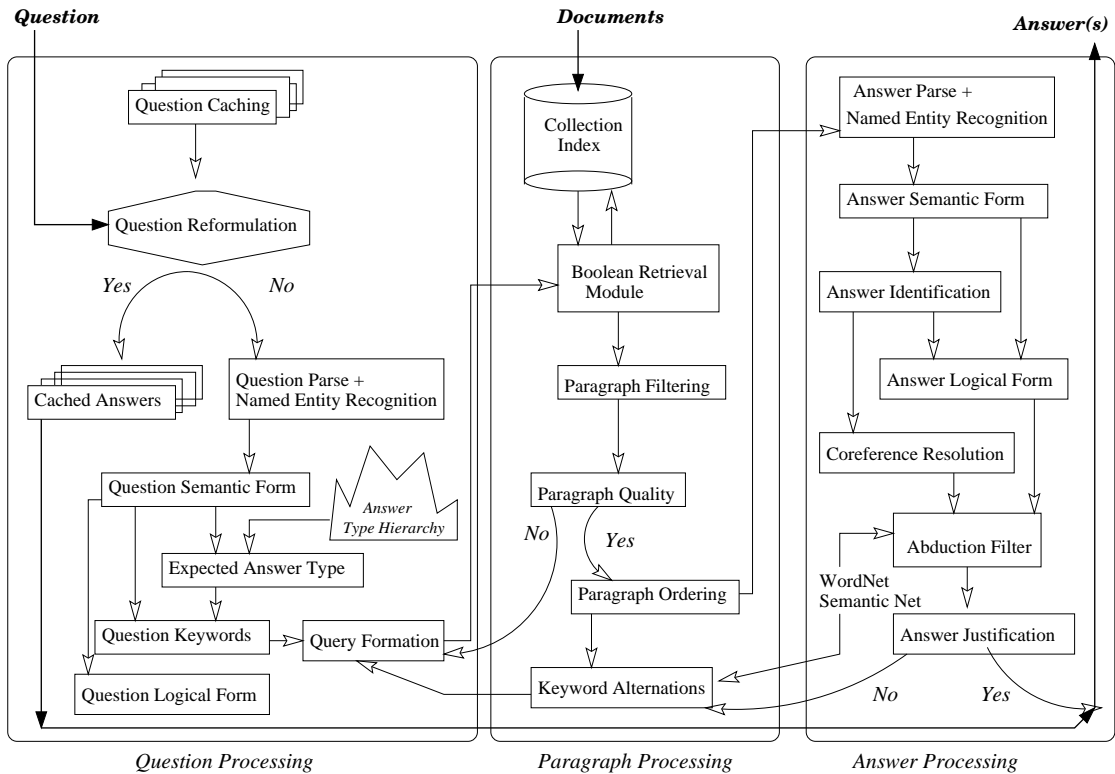 Question
Documents
Answer(s)
Question Caching
Question Reformulation
Yes
No
Cached Answers
Question Parse +
Named Entity Recognition
Question Semantic Form
Answer
Type Hierarchy
Expected Answer Type
Question Keywords
Query Formation
Question Logical Form
Question Processing
Collection
Index
Boolean Retrieval
Module
Paragraph Filtering
Paragraph Quality
No
Yes
Paragraph Ordering
Keyword Alternations
Paragraph Processing
Answer Parse +
Named Entity Recognition
Answer Semantic Form
Answer Identification
Answer Logical Form
Coreference Resolution
Abduction Filter
WordNet
Semantic Net
Answer Justification
No
Yes
Answer Processing